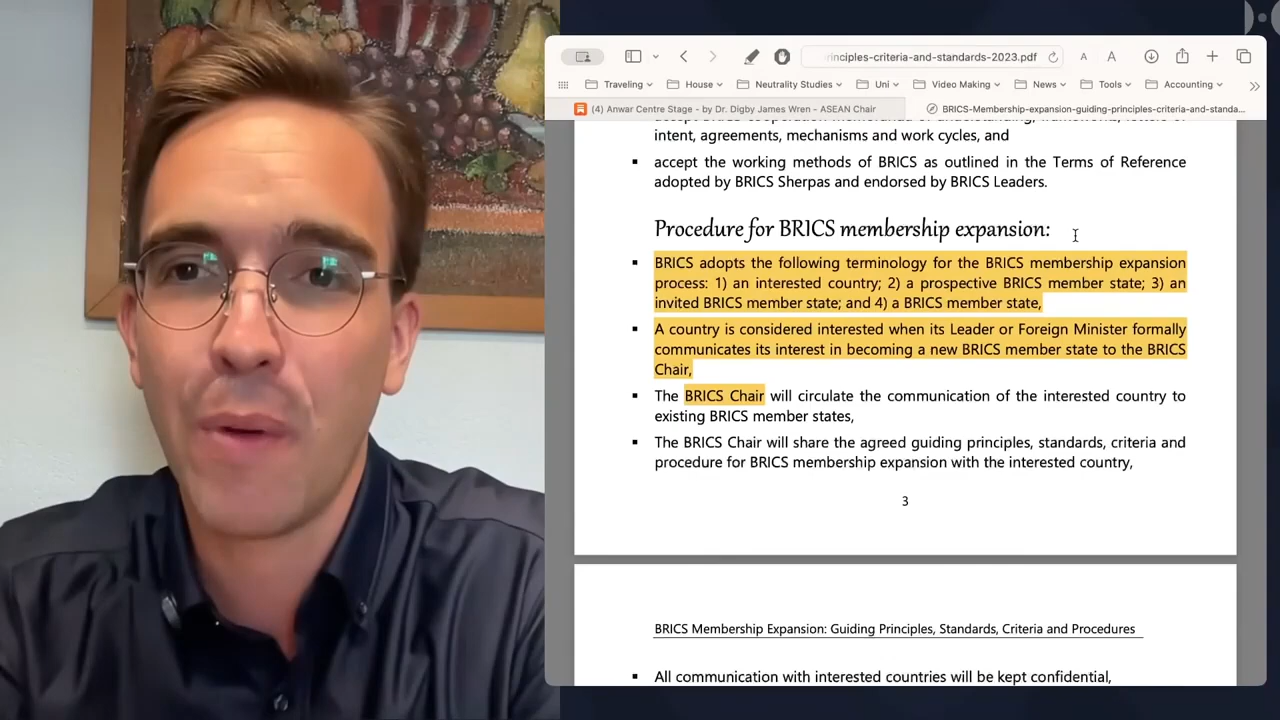 rinciples-criteria-and-standards-2023.pdf
A A
Traveling House Neutrality Studies Uni Video Making News Tools Accounting
(4) Anwar Centre Stage - by Dr. Digby James Wren - ASEAN Chair
BRICS-Membership-expansion-guiding-principles-criteria-and-standa...
intent, agreements, mechanisms and work cycles, and
▪ accept the working methods of BRICS as outlined in the Terms of Reference
adopted by BRICS Sherpas and endorsed by BRICS Leaders.
Procedure for BRICS membership expansion:
▪ BRICS adopts the following terminology for the BRICS membership expansion
process: 1) an interested country; 2) a prospective BRICS member state; 3) an
invited BRICS member state; and 4) a BRICS member state,
▪ A country is considered interested when its Leader or Foreign Minister formally
communicates its interest in becoming a new BRICS member state to the BRICS
Chair,
▪ The BRICS Chair will circulate the communication of the interested country to
existing BRICS member states,
▪ The BRICS Chair will share the agreed guiding principles, standards, criteria and
procedure for BRICS membership expansion with the interested country,
3
BRICS Membership Expansion: Guiding Principles, Standards, Criteria and Procedures
▪ All communication with interested countries will be kept confidential,